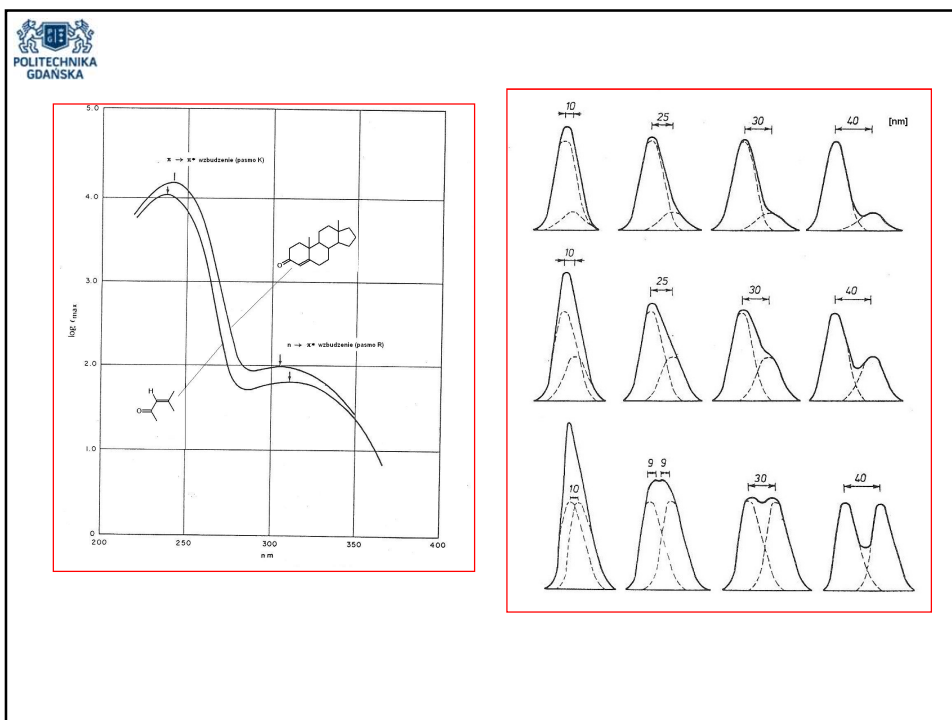 POLITECHNIKA
GDAŃSKA
5.0
4.0
3.0
2.0
1.0
0
log ε max
π → π* wzbudzenie (pasmo K)
O
n → π* wzbudzenie (pasmo R)
H
O
200
250
300
350
400
nm
10
25
30
40
[nm]
10
25
30
40
10
9
9
30
40